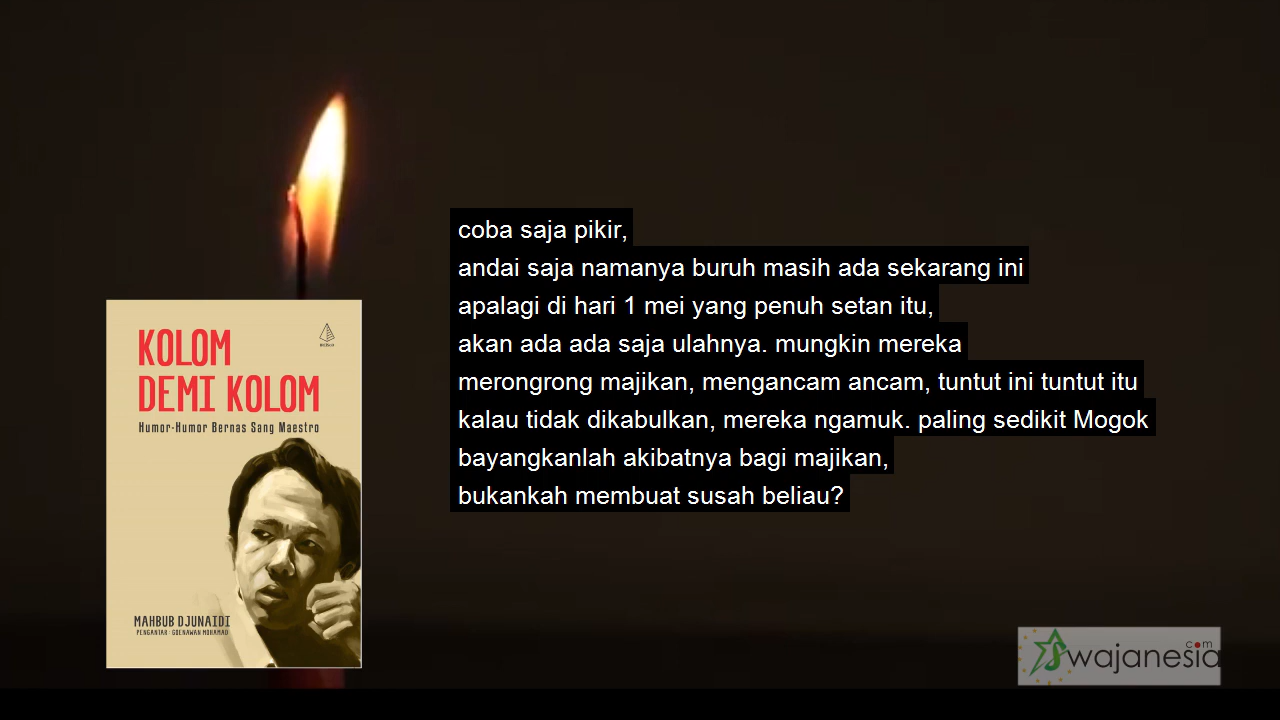 coba saja pikir,
andai saja namanya buruh masih ada sekarang ini
apalagi di hari 1 mei yang penuh setan itu,
akan ada ada saja ulahnya. mungkin mereka
merongrong majikan, mengancam ancam, tuntut ini tuntut itu
kalau tidak dikabulkan, mereka ngamuk. paling sedikit Mogok
bayangkanlah akibatnya bagi majikan,
bukankah membuat susah beliau?
KOLOM
DEMI KOLOM
Humor-Humor Bernas Sang Maestro
MAHBUB DJUNAIDI
PENGANTAR : GOENAWAN MOHAMAD
Swajanesia
com